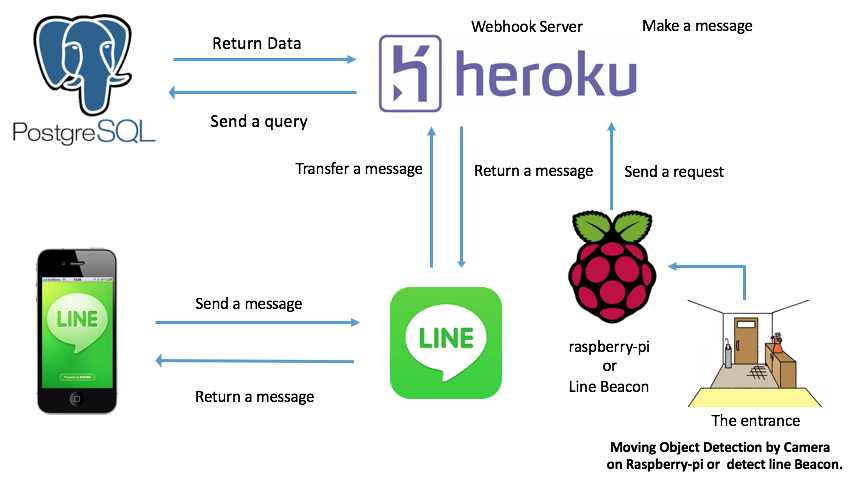 Webhook Server
Make a message
Return Data
heroku
Send a query
PostgreSQL
Transfer a message
Return a message
Send a request
LINE
Send a message
LINE
raspberry-pi
or
Line Beacon
Return a message
The entrance
Moving Object Detection by Camera
on Raspberry-pi or detect line Beacon.